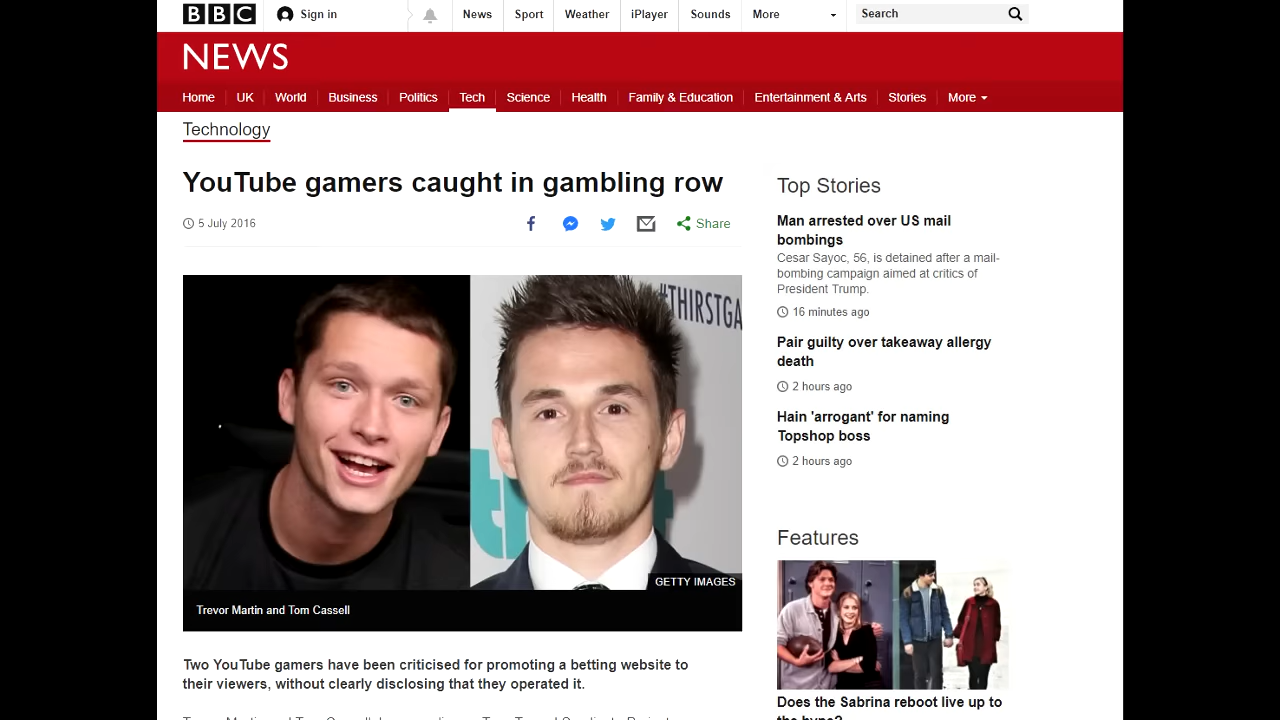 BBC Sign in News Sport Weather iPlayer Sounds More Search
NEWS
Home UK World Business Politics Tech Science Health Family & Education Entertainment & Arts Stories More
Technology
YouTube gamers caught in gambling row
5 July 2016
Share
#THIRSTGA
GETTY IMAGES
Trevor Martin and Tom Cassell
Two YouTube gamers have been criticised for promoting a betting website to
their viewers, without clearly disclosing that they operated it.
Top Stories
Man arrested over US mail
bombings
Cesar Sayoc, 56, is detained after a mail-
bombing campaign aimed at critics of
President Trump.
16 minutes ago
Pair guilty over takeaway allergy
death
2 hours ago
Hain 'arrogant' for naming
Topshop boss
2 hours ago
Features
Does the Sabrina reboot live up to
the hype?